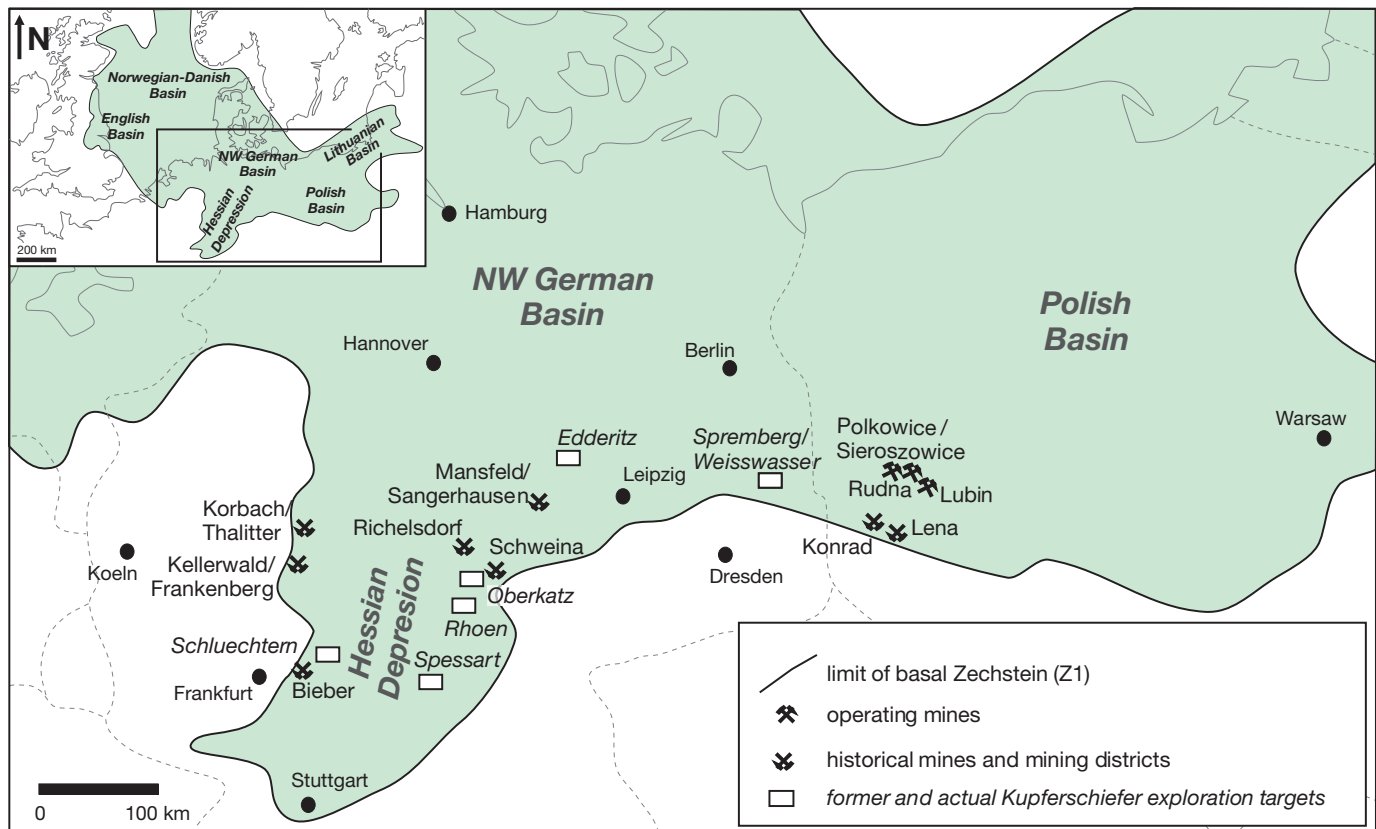 N
Norwegian-Danish
Basin
English
Basin
Lithuanian
Basin
NW German
Basin
Hessian
Depression
Polish
Basin
200 km
Hamburg
NW German
Basin
Polish
Basin
Hannover
Berlin
Warsaw
Edderitz
Spremberg/
Weisswasser
Polkowice /
Sieroszowice
Rudna
Lubin
Mansfeld/
Sangerhausen
Leipzig
Korbach/
Thalitter
Richelsdorf
Schweina
Konrad
Lena
Koeln
Kellerwald/
Frankenberg
Dresden
Oberkatz
Rhoen
Hessian
Depresion
Schluechtern
Spessart
Frankfurt
Bieber
Stuttgart
0 100 km
limit of basal Zechstein (Z1)
operating mines
historical mines and mining districts
former and actual Kupferschiefer exploration targets